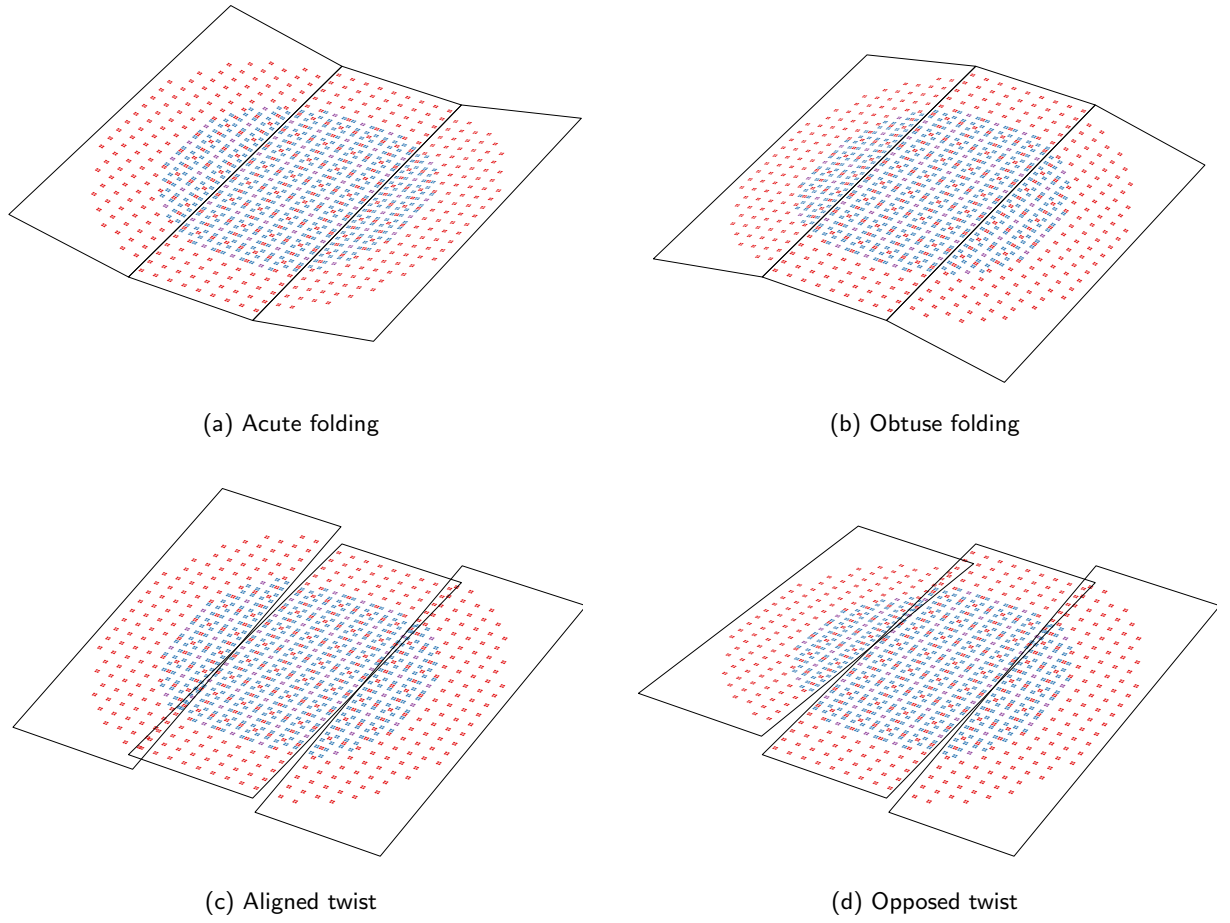 (a) Acute folding
(b) Obtuse folding
(c) Aligned twist
(d) Opposed twist